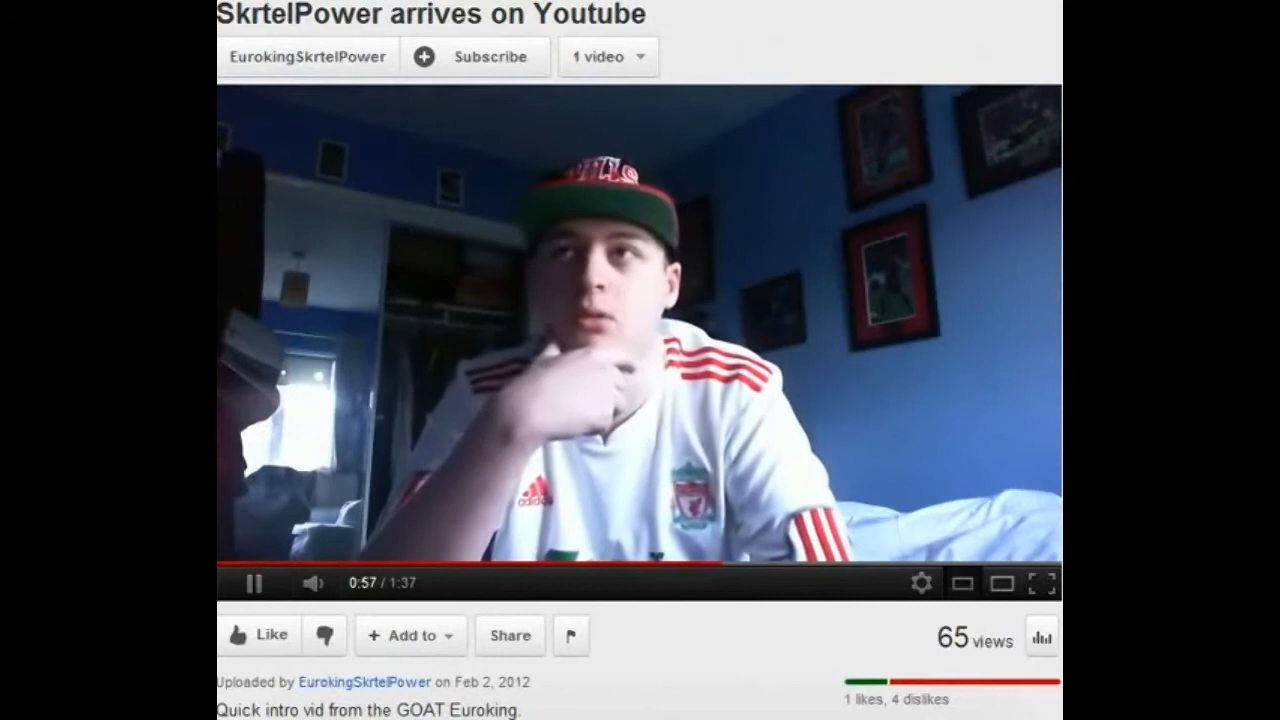 SkrtelPower arrives on Youtube
EurokingSkrtelPower
Subscribe
1 video
adidas
0:57 / 1:37
Like
+ Add to
Share
65 views
Uploaded by EurokingSkrtelPower on Feb 2, 2012
1 likes, 4 dislikes
Quick intro vid from the GOAT Euroking.